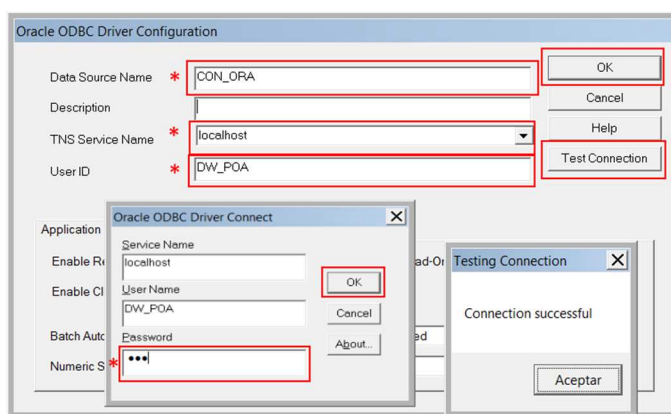 Oracle ODBC Driver Configuration
Data Source Name * CON_ORA
OK
Description
Cancel
TNS Service Name * localhost
Help
User ID * DW_POA
Test Connection
Application
Enable
Enable
Batch
Numeric
Oracle ODBC Driver Connect
Service Name
localhost
OK
User Name
DW_POA
Cancel
Password
About...
*•••
Testing Connection
Connection successful
Aceptar